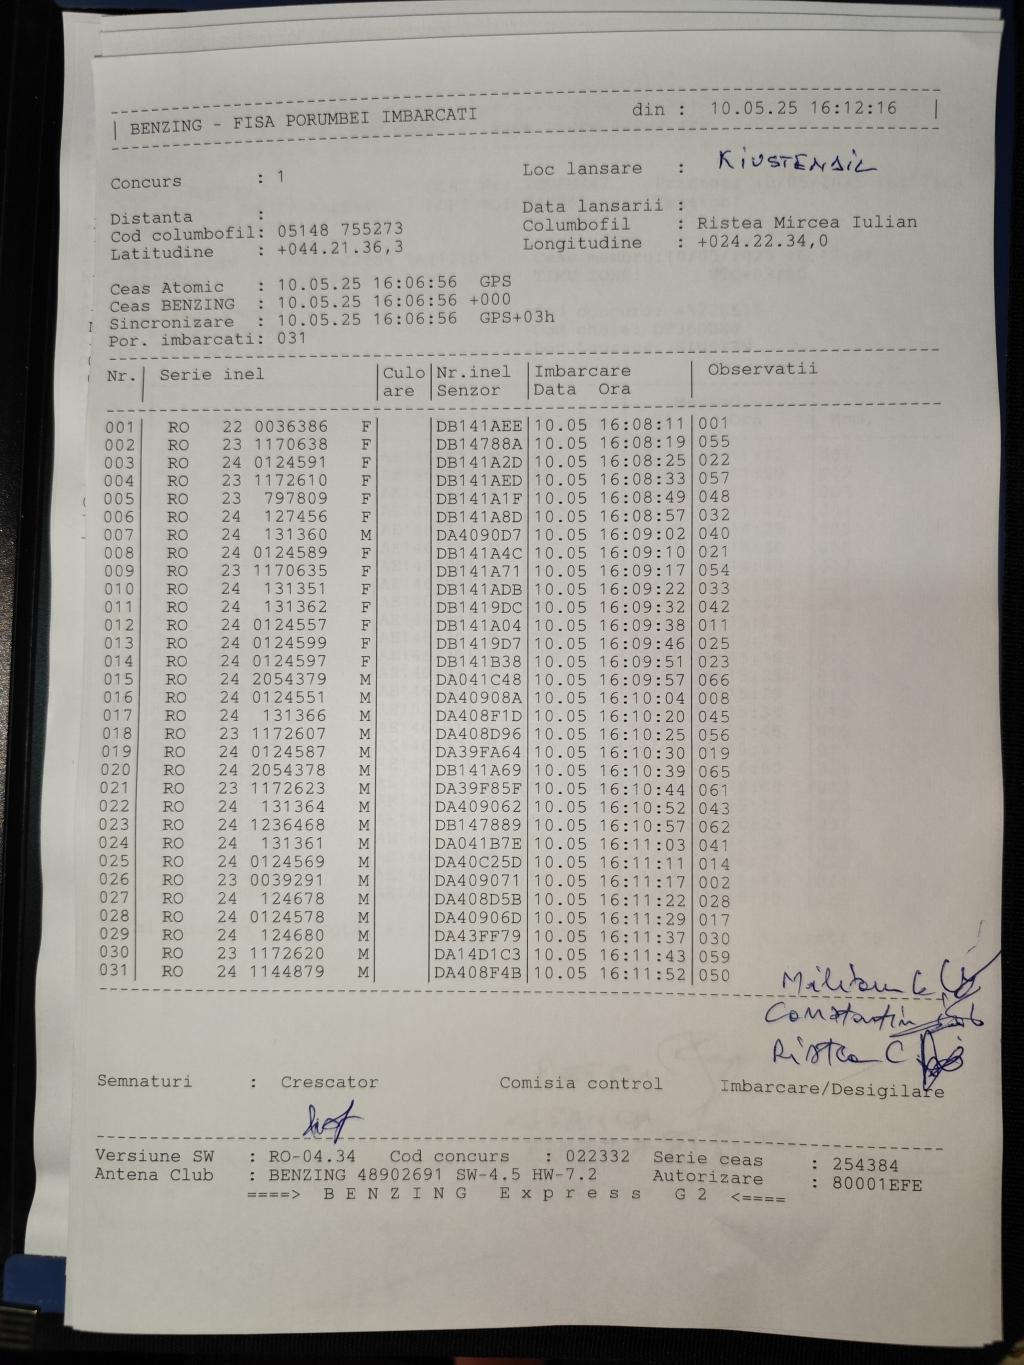 | BENZING - FISA PORUMBEI IMBARCATI din : 10.05.25 16:12:16 |
Concurs : 1 Loc lansare : KIUSTENDIL
Distanta : Data lansarii :
Cod columbofil: 05148 755273 Columbofil : Ristea Mircea Iulian
Latitudine : +044.21.36,3 Longitudine : +024.22.34,0
Ceas Atomic : 10.05.25 16:06:56 GPS
Ceas BENZING : 10.05.25 16:06:56 +000
Sincronizare : 10.05.25 16:06:56 GPS+03h
Por. imbarcati: 031
Nr.| Serie inel |Culo|Nr.inel |Imbarcare | Observatii
| |are |Senzor |Data Ora |
001| RO 22 0036386 F| |DB141AEE|10.05 16:08:11|001
002| RO 23 1170638 F| |DB14788A|10.05 16:08:19|055
003| RO 24 0124591 F| |DB141A2D|10.05 16:08:25|022
004| RO 23 1172610 F| |DB141AED|10.05 16:08:33|057
005| RO 23 797809 F| |DB141A1F|10.05 16:08:49|048
006| RO 24 127456 F| |DB141A8D|10.05 16:08:57|032
007| RO 24 131360 M| |DA4090D7|10.05 16:09:02|040
008| RO 24 0124589 F| |DB141A4C|10.05 16:09:10|021
009| RO 23 1170635 F| |DB141A71|10.05 16:09:17|054
010| RO 24 131351 F| |DB141ADB|10.05 16:09:22|033
011| RO 24 131362 F| |DB1419DC|10.05 16:09:32|042
012| RO 24 0124557 F| |DB141A04|10.05 16:09:38|011
013| RO 24 0124599 F| |DB1419D7|10.05 16:09:46|025
014| RO 24 0124597 F| |DB141B38|10.05 16:09:51|023
015| RO 24 2054379 M| |DA041C48|10.05 16:09:57|066
016| RO 24 0124551 M| |DA40908A|10.05 16:10:04|008
017| RO 24 131366 M| |DA408F1D|10.05 16:10:20|045
018| RO 23 1172607 M| |DA408D96|10.05 16:10:25|056
019| RO 24 0124587 M| |DA39FA64|10.05 16:10:30|019
020| RO 24 2054378 M| |DB141A69|10.05 16:10:39|065
021| RO 23 1172623 M| |DA39F85F|10.05 16:10:44|061
022| RO 24 131364 M| |DA409062|10.05 16:10:52|043
023| RO 24 1236468 M| |DB147889|10.05 16:10:57|062
024| RO 24 131361 M| |DA041B7E|10.05 16:11:03|041
025| RO 24 0124569 M| |DA40C25D|10.05 16:11:11|014
026| RO 23 0039291 M| |DA409071|10.05 16:11:17|002
027| RO 24 124678 M| |DA408D5B|10.05 16:11:22|028
028| RO 24 0124578 M| |DA40906D|10.05 16:11:29|017
029| RO 24 124680 M| |DA43FF79|10.05 16:11:37|030
030| RO 23 1172620 M| |DA14D1C3|10.05 16:11:43|059
031| RO 24 1144879 M| |DA408F4B|10.05 16:11:52|050
Constantin
Ristea C
Semnaturi : Crescator Comisia control Imbarcare/Desigilare
Versiune SW : RO-04.34 Cod concurs : 022332 Serie ceas : 254384
Antena Club : BENZING 48902691 SW-4.5 HW-7.2 Autorizare : 80001EFE
====> B E N Z I N G E x p r e s s G 2 <====